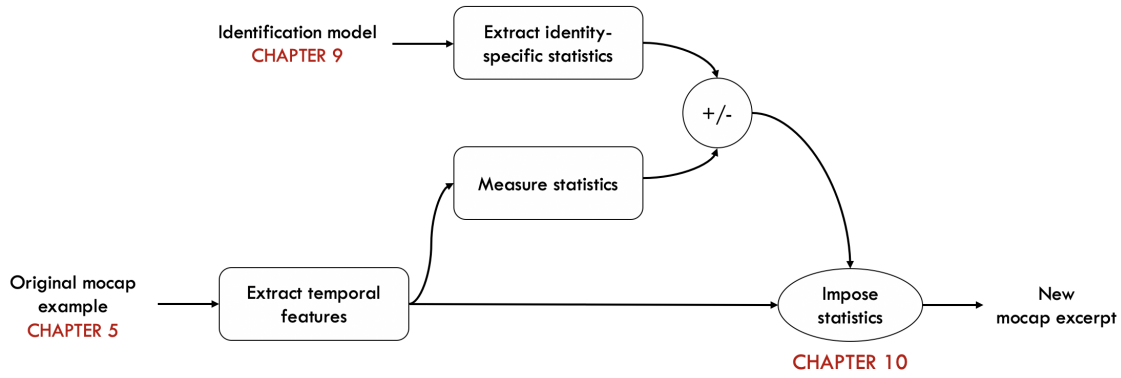 Identification model
CHAPTER 9
Extract identity-
specific statistics
+/-
Measure statistics
Original mocap
example
CHAPTER 5
Extract temporal
features
Impose
statistics
CHAPTER 10
New
mocap excerpt